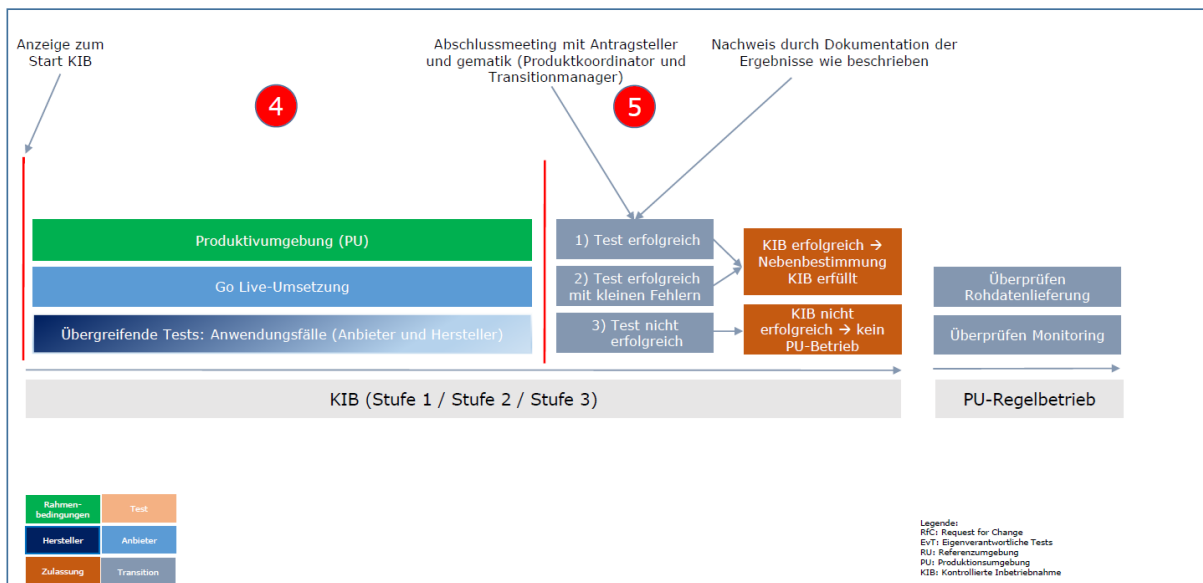 Anzeige zum
Start KIB
Abschlussmeeting mit Antragsteller
und gematik (Produktkoordinator und
Transitionmanager)
Nachweis durch Dokumentation der
Ergebnisse wie beschrieben
4
5
Produktivumgebung (PU)
Go Live-Umsetzung
Übergreifende Tests: Anwendungsfälle (Anbieter und Hersteller)
1) Test erfolgreich
2) Test erfolgreich
mit kleinen Fehlern
3) Test nicht
erfolgreich
KIB erfolgreich →
Nebenbestimmung
KIB erfüllt
KIB nicht
erfolgreich → kein
PU-Betrieb
Überprüfen
Rohdatenlieferung
Überprüfen Monitoring
KIB (Stufe 1 / Stufe 2 / Stufe 3)
PU-Regelbetrieb
Rahmen-
bedingungen
Test
Hersteller
Anbieter
Zulassung
Transition
Legende:
RfC: Request for Change
EvT: Eigenverantwortliche Tests
RU: Referenzumgebung
PU: Produktionsumgebung
KIB: Kontrollierte Inbetriebnahme